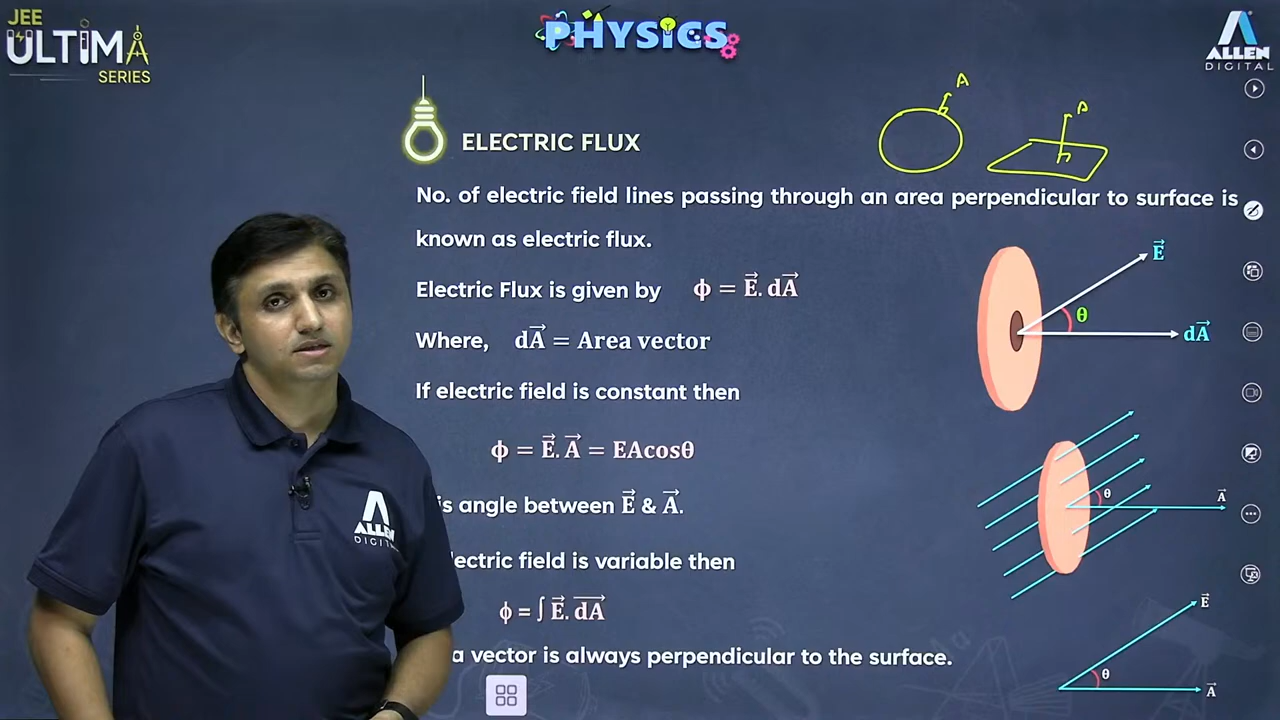 JEE
ULTIMA
SERIES
PHYSICS
ALLEN
DIGITAL
A
A
ELECTRIC FLUX
No. of electric field lines passing through an area perpendicular to surface is
known as electric flux.
Electric Flux is given by ϕ = E⃗. dA⃗
Where, dA⃗ = Area vector
If electric field is constant then
ϕ = E⃗. A⃗ = EAcosθ
is angle between E⃗ & A⃗.
lectric field is variable then
ϕ = ∫ E⃗. dA⃗
a vector is always perpendicular to the surface.
E⃗
θ
dA⃗
θ
A⃗
E⃗
θ
A⃗
ALLEN
DIGITAL